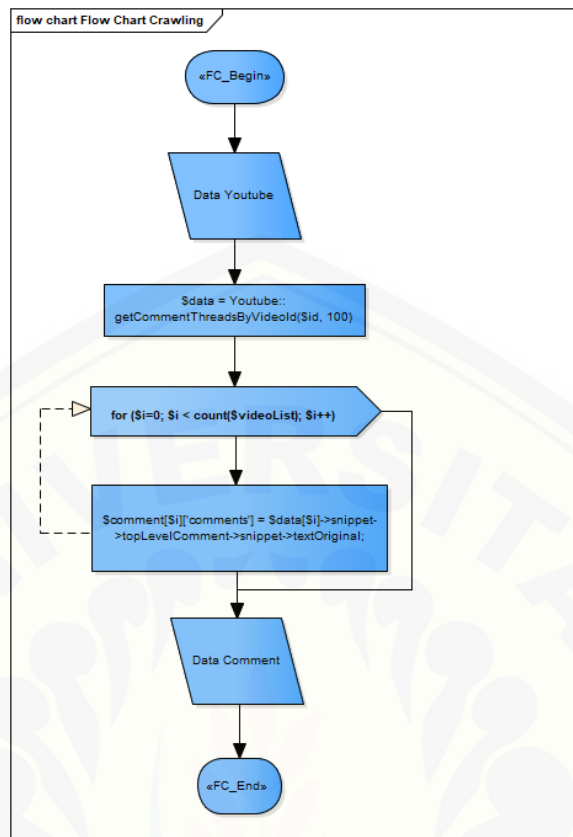 flow chart Flow Chart Crawling
«FC_Begin»
Data Youtube
$data = Youtube::
getCommentThreadsByVideoId($id, 100)
for ($i=0; $i < count($videoList); $i++)
$comment[$i]['comments'] = $data[$i]->snippet-
>topLevelComment->snippet->textOriginal;
Data Comment
«FC_End»